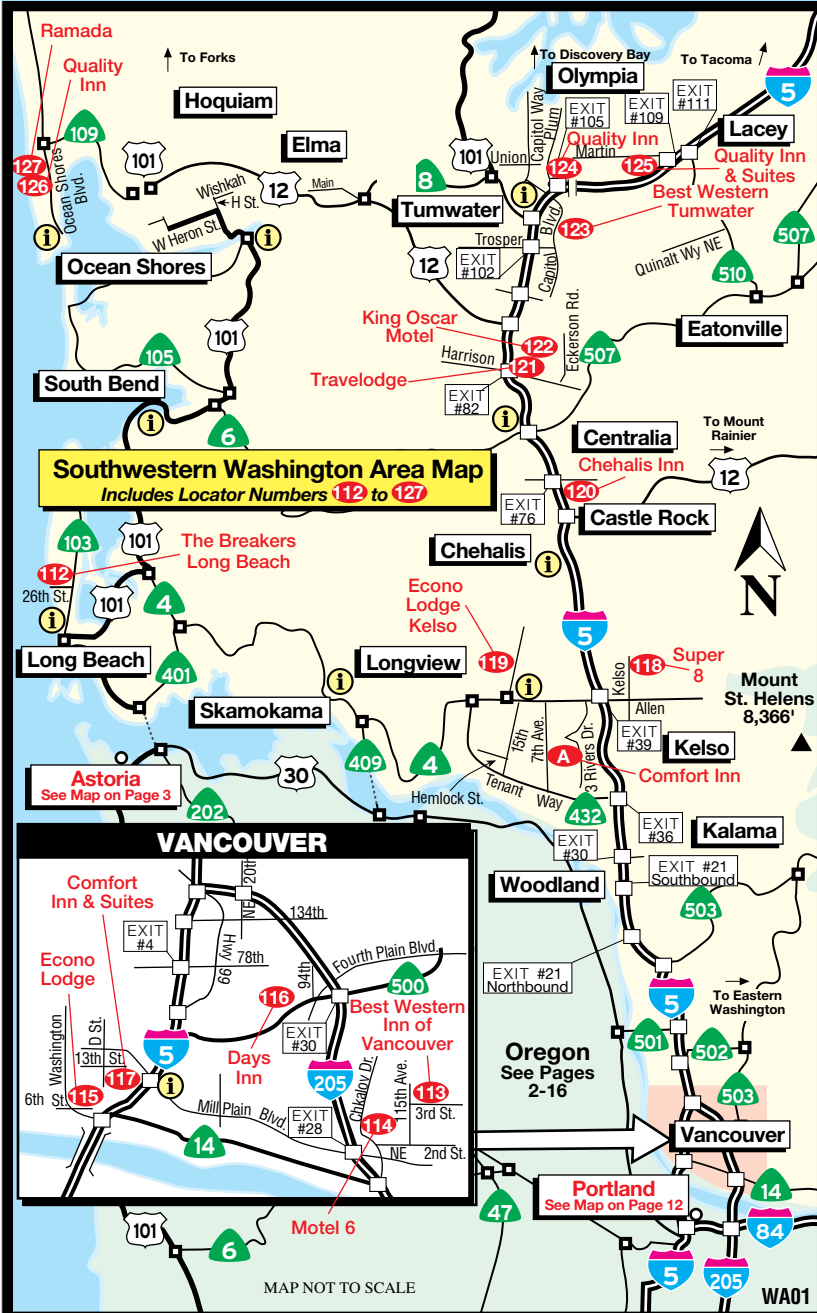 Ramada
To Forks
Quality
Inn
Hoquiam
109
127
126
Ocean Shores
Blvd.
101
Elma
12
Main
Wishkah
H St.
W Heron St.
i
i
Ocean Shores
To Discovery Bay
Olympia
To Tacoma
5
Capitol Way
Plum
EXIT
#105
EXIT
#109
EXIT
#111
Lacey
101
Union
Quality Inn
124
Martin
125
Quality Inn
& Suites
8
i
Tumwater
Best Western
Tumwater
123
Blvd.
Capitol
Trosper
EXIT
#102
12
Quinalt Wy NE
507
510
Eatonville
101
105
South Bend
i
6
King Oscar
Motel
122
Eckerson Rd.
507
Harrison
Travelodge
121
EXIT
#82
i
Centralia
To Mount
Rainier
12
Southwestern Washington Area Map
Includes Locator Numbers 112 to 127
Chehalis Inn
120
EXIT
#76
Castle Rock
Chehalis
i
N
103
101
The Breakers
Long Beach
112
26th St.
101
4
i
Long Beach
401
Econo
Lodge
Kelso
119
5
Longview
i
i
Skamokama
Kelso
118
Super
8
Allen
Mount
St. Helens
8,366'
EXIT
#39
Kelso
15th
7th Ave.
3 Rivers Dr.
A
Comfort Inn
409
4
Hemlock St.
Tenant
Way
432
EXIT
#36
Kalama
Astoria
See Map on Page 3
30
202
EXIT
#30
EXIT #21
Southbound
Woodland
503
EXIT #21
Northbound
5
To Eastern
Washington
501
502
503
Oregon
See Pages
2-16
Vancouver
14
Portland
See Map on Page 12
47
84
5
205
VANCOUVER
Comfort
Inn & Suites
NE 20th
134th
EXIT
#4
Hwy 99
78th
94th
Fourth Plain Blvd.
500
Econo
Lodge
116
EXIT
#30
Best Western
Inn of
Vancouver
Days
Inn
5
205
Washington
D St.
13th St.
117
i
6th St.
115
Mill Plain Blvd.
Chkalov Dr.
115th Ave.
113
3rd St.
EXIT
#28
114
NE 2nd St.
14
Motel 6
101
6
MAP NOT TO SCALE
WA01